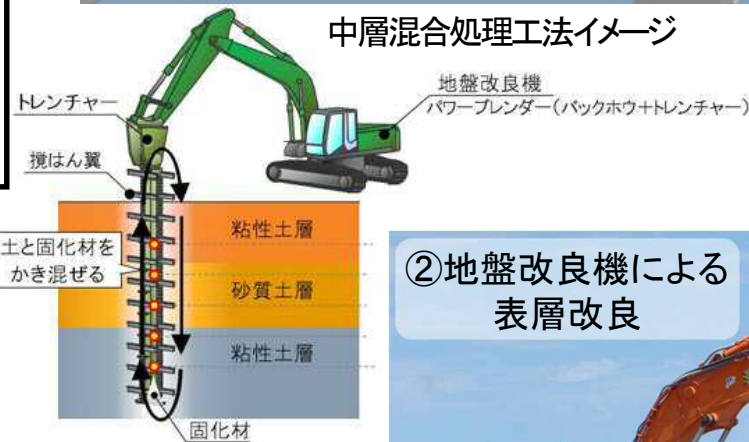 中層混合処理工法イメージ
地盤改良機
パワーブレンダー(バックホウ+トレンチャー)
トレンチャー
撹はん翼
土と固化材を
かき混ぜる
粘性土層
砂質土層
粘性土層
固化材
②地盤改良機による
表層改良